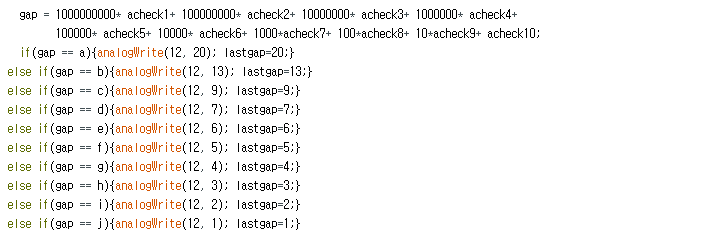 gap = 1000000000* acheck1+ 100000000* acheck2+ 10000000* acheck3+ 1000000* acheck4+
100000* acheck5+ 10000* acheck6+ 1000*acheck7+ 100*acheck8+ 10*acheck9+ acheck10;
if(gap == a){analogWrite(12, 20); lastgap=20;}
else if(gap == b){analogWrite(12, 13); lastgap=13;}
else if(gap == c){analogWrite(12, 9); lastgap=9;}
else if(gap == d){analogWrite(12, 7); lastgap=7;}
else if(gap == e){analogWrite(12, 6); lastgap=6;}
else if(gap == f){analogWrite(12, 5); lastgap=5;}
else if(gap == g){analogWrite(12, 4); lastgap=4;}
else if(gap == h){analogWrite(12, 3); lastgap=3;}
else if(gap == i){analogWrite(12, 2); lastgap=2;}
else if(gap == j){analogWrite(12, 1); lastgap=1;}